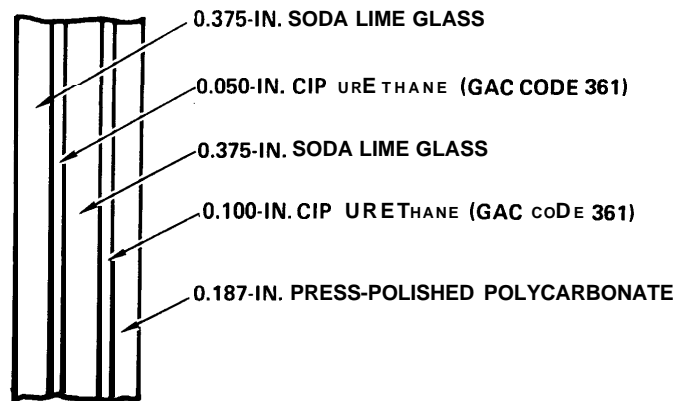 0.375-IN. SODA LIME GLASS
0.050-IN. CIP urETHANE (GAC CODE 361)
0.375-IN. SODA LIME GLASS
0.100-IN. CIP URETHANE (GAC coDE 361)
0.187-IN. PRESS-POLISHED POLYCARBONATE